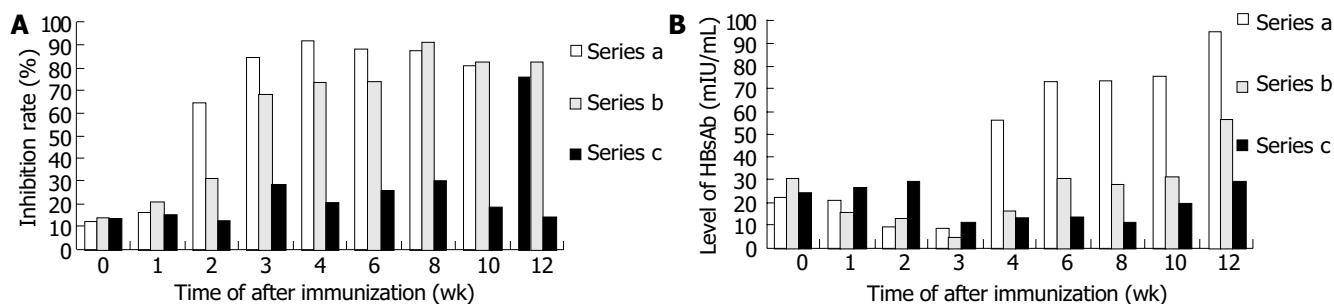 A
Inhibition rate (%)
100
90
80
70
60
50
40
30
20
10
0
0 1 2 3 4 6 8 10 12
Time of after immunization (wk)
Series a
Series b
Series c
B
Level of HBsAb (mIU/mL)
100
90
80
70
60
50
40
30
20
10
0
0 1 2 3 4 6 8 10 12
Time of after immunization (wk)
Series a
Series b
Series c